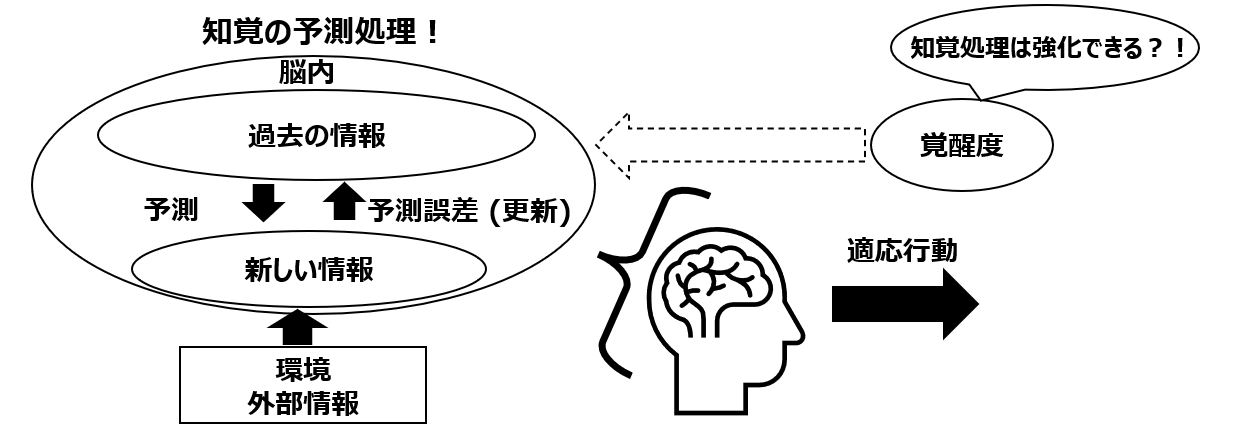 知覚の予測処理！
脳内
過去の情報
予測
予測誤差 (更新)
新しい情報
環境
外部情報
知覚処理は強化できる？！
覚醒度
適応行動